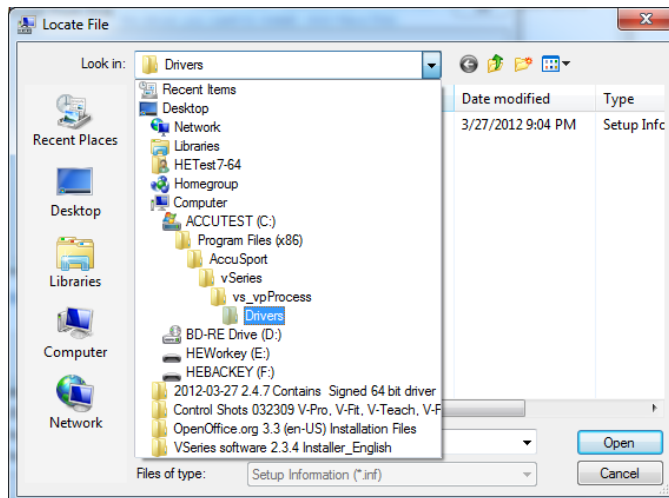 Locate File
Look in:
Drivers
Recent Items
Desktop
Network
Libraries
HETest7-64
Homegroup
Computer
ACCUTEST (C:)
Program Files (x86)
AccuSport
vSeries
vs_vpProcess
Drivers
BD-RE Drive (D:)
HEWorkey (E:)
HEBACKEY (F:)
2012-03-27 2.4.7 Contains Signed 64 bit driver
Control Shots 032309 V-Pro, V-Fit, V-Teach, V-F
OpenOffice.org 3.3 (en-US) Installation Files
VSeries software 2.3.4 Installer_English
Recent Places
Desktop
Libraries
Computer
Network
Date modified
Type
3/27/2012 9:04 PM
Setup Infc
Open
Files of type:
Setup Information (*.inf)
Cancel